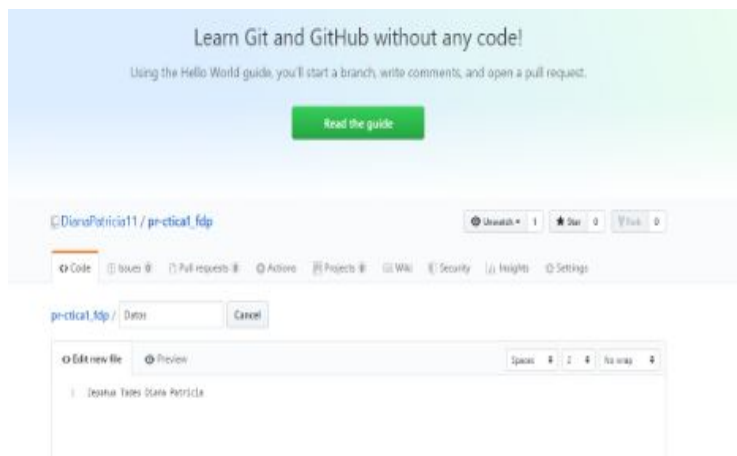 Learn Git and GitHub without any code!
Using the Hello World guide, you'll start a branch, write comments, and open a pull request.
Read the guide
DianaPatricia11 / pr-ctica1_fdp
Unwatch 1 Star 0 Fork 0
Code Issues 0 Pull requests 0 Actions Projects 0 Wiki Security Insights Settings
pr-ctica1_fdp / Datos Cancel
Edit new file Preview Spaces 2 No wrap
1 Diana Patricia